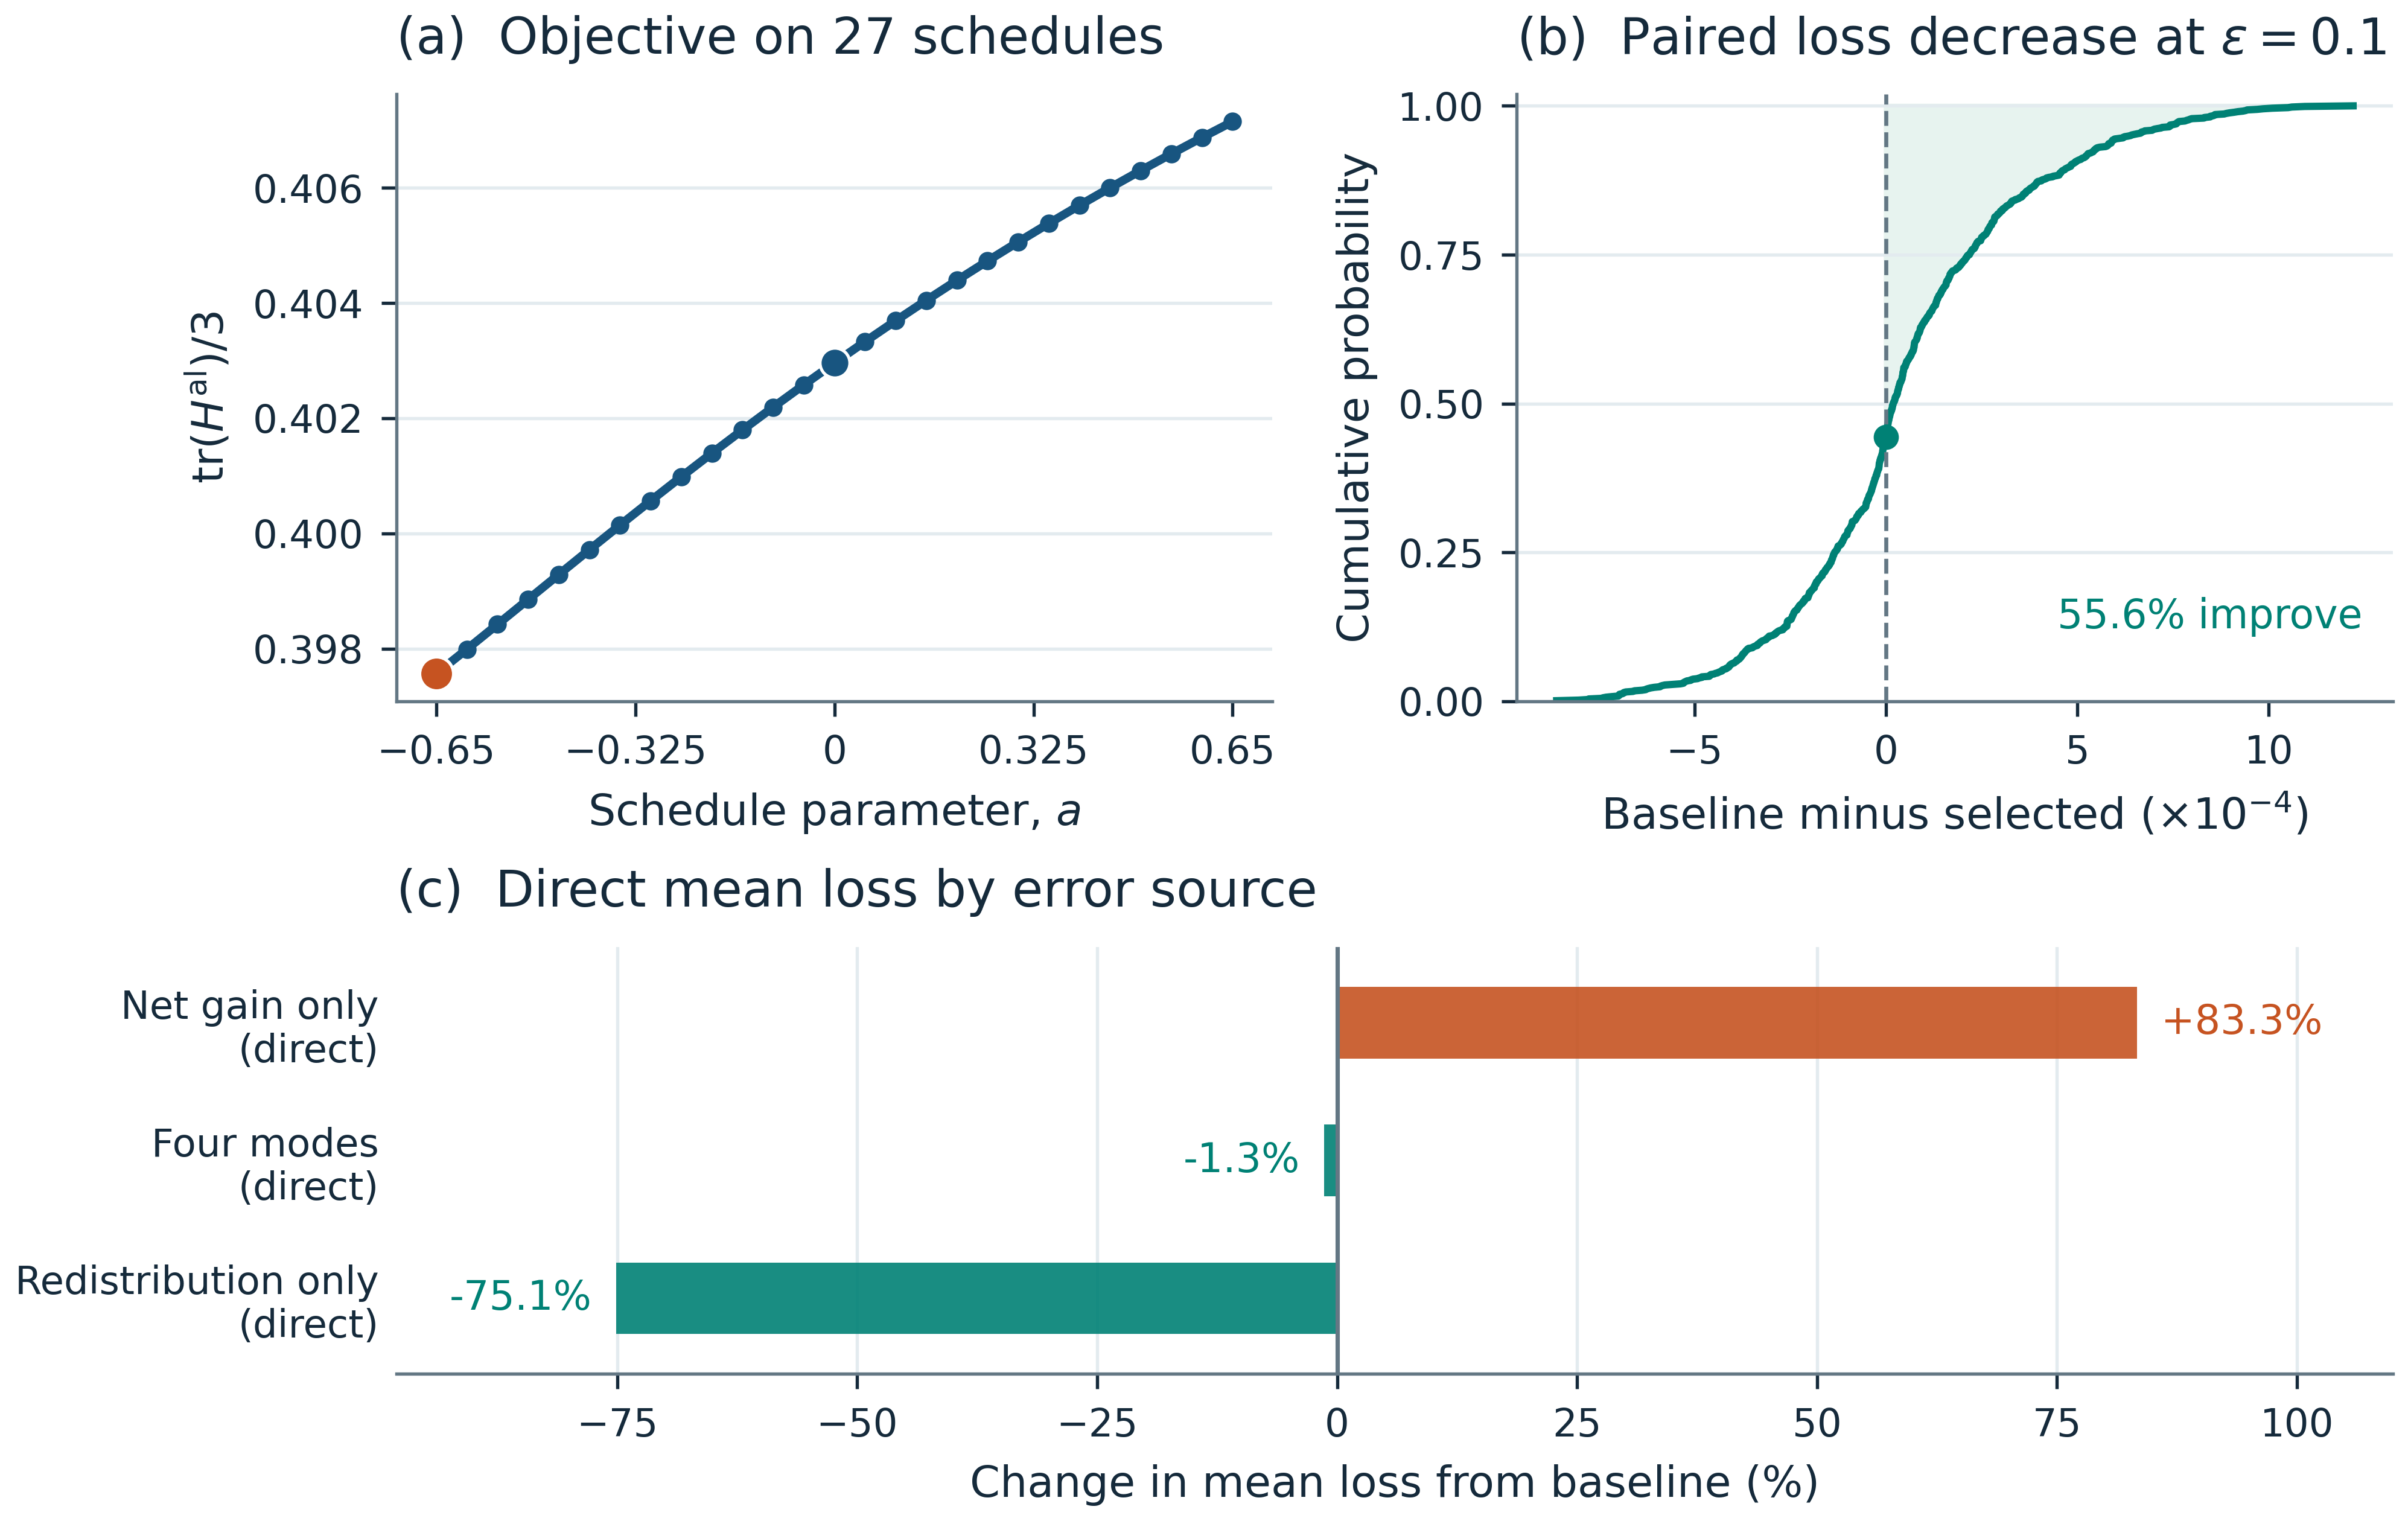 (a) Objective on 27 schedules
tr(H^al)/3
0.406
0.404
0.402
0.400
0.398
−0.65 −0.325 0 0.325 0.65
Schedule parameter, a
(b) Paired loss decrease at ε = 0.1
Cumulative probability
1.00
0.75
0.50
0.25
0.00
55.6% improve
−5 0 5 10
Baseline minus selected (×10⁻⁴)
(c) Direct mean loss by error source
Net gain only
(direct)
+83.3%
Four modes
(direct)
-1.3%
Redistribution only
(direct)
-75.1%
−75 −50 −25 0 25 50 75 100
Change in mean loss from baseline (%)